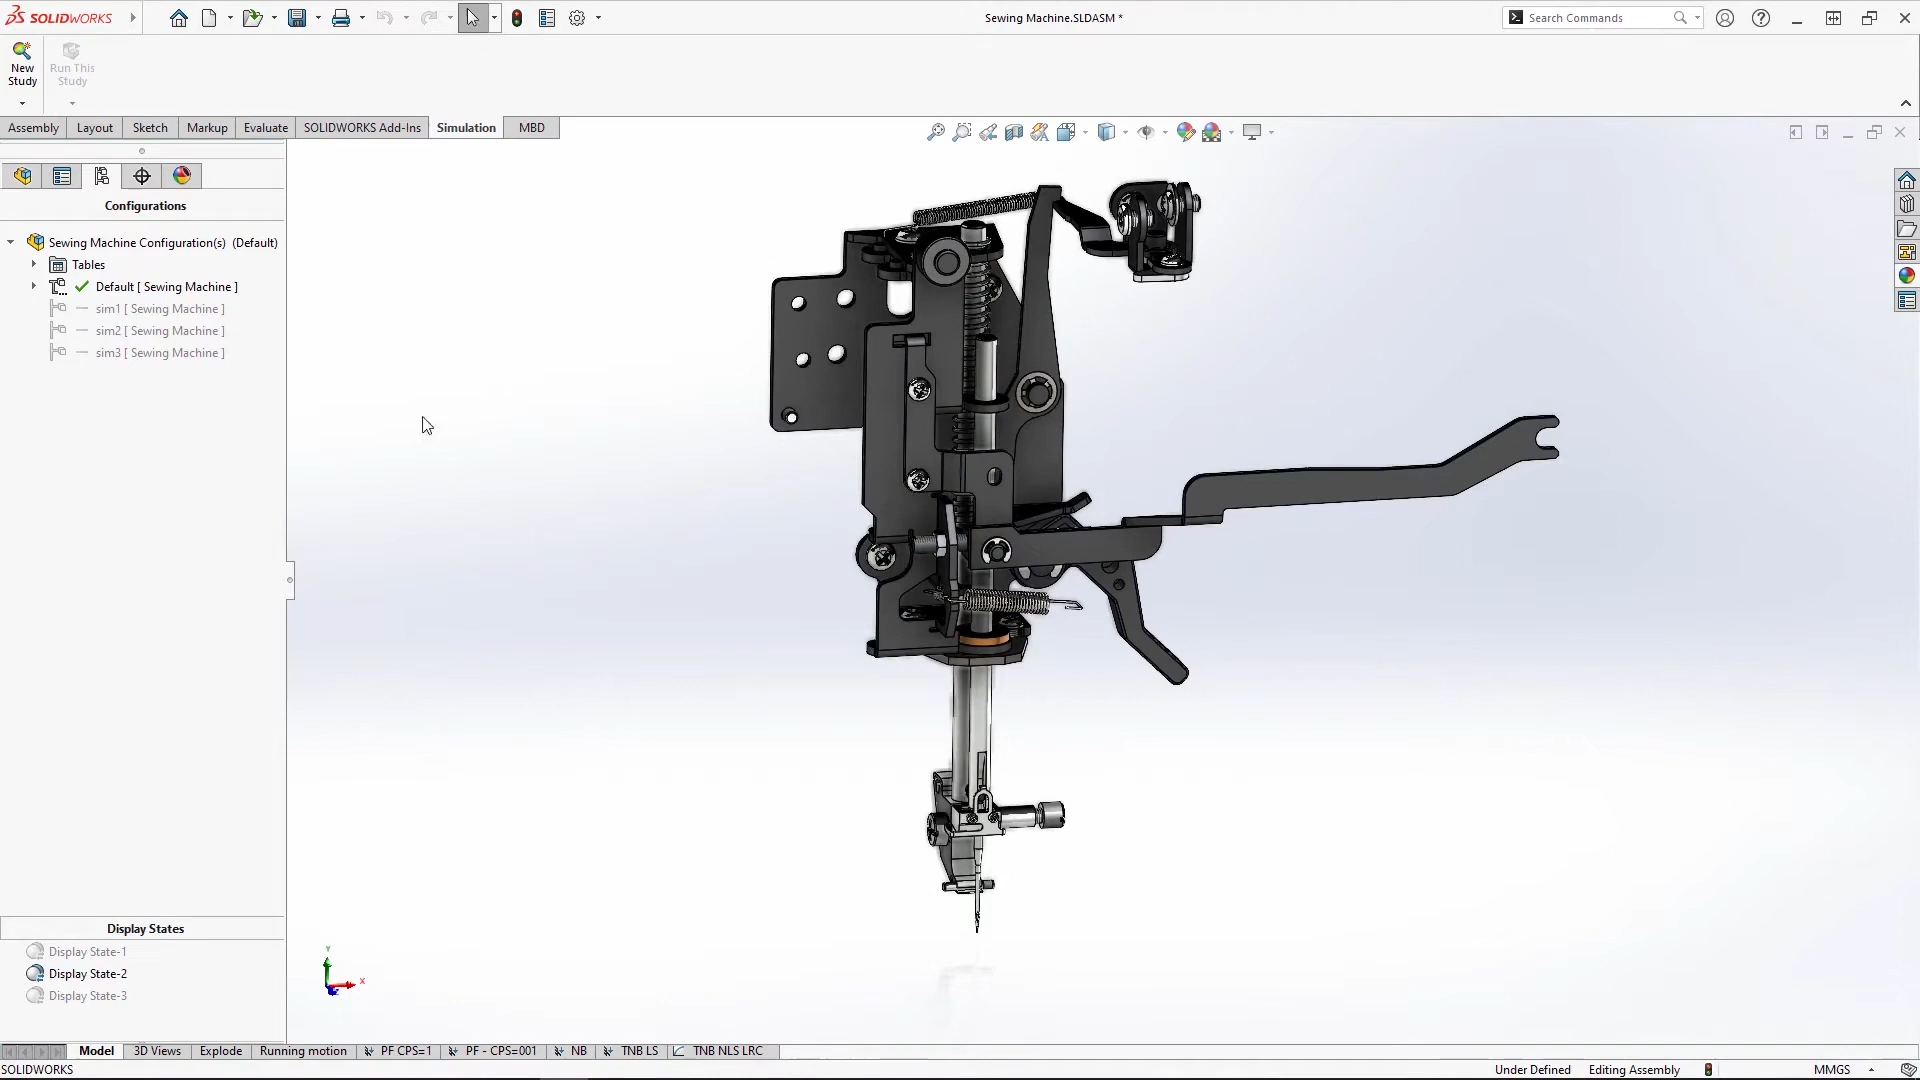 SOLIDWORKS
Sewing Machine.SLDASM *
Search Commands
New
Study
Run This
Study
Assembly
Layout
Sketch
Markup
Evaluate
SOLIDWORKS Add-Ins
Simulation
MBD
Configurations
Sewing Machine Configuration(s) (Default)
Tables
Default [ Sewing Machine ]
sim1 [ Sewing Machine ]
sim2 [ Sewing Machine ]
sim3 [ Sewing Machine ]
Display States
Display State-1
Display State-2
Display State-3
Y
X
Model
3D Views
Explode
Running motion
PF CPS=1
PF - CPS=001
NB
TNB LS
TNB NLS LRC
SOLIDWORKS
Under Defined
Editing Assembly
MMGS